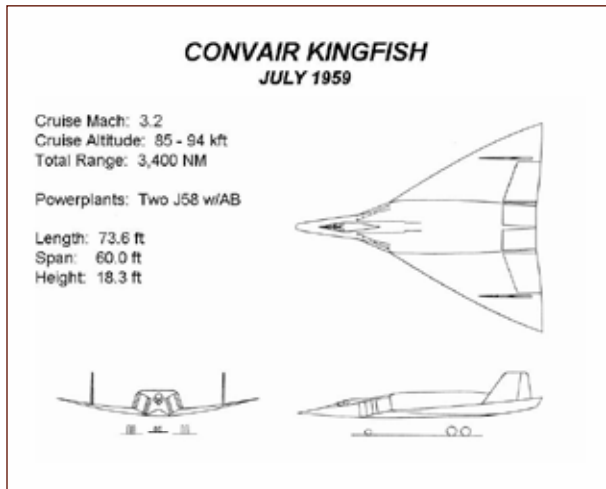 CONVAIR KINGFISH
JULY 1959
Cruise Mach: 3.2
Cruise Altitude: 85 - 94 kft
Total Range: 3,400 NM
Powerplants: Two J58 w/AB
Length: 73.6 ft
Span: 60.0 ft
Height: 18.3 ft